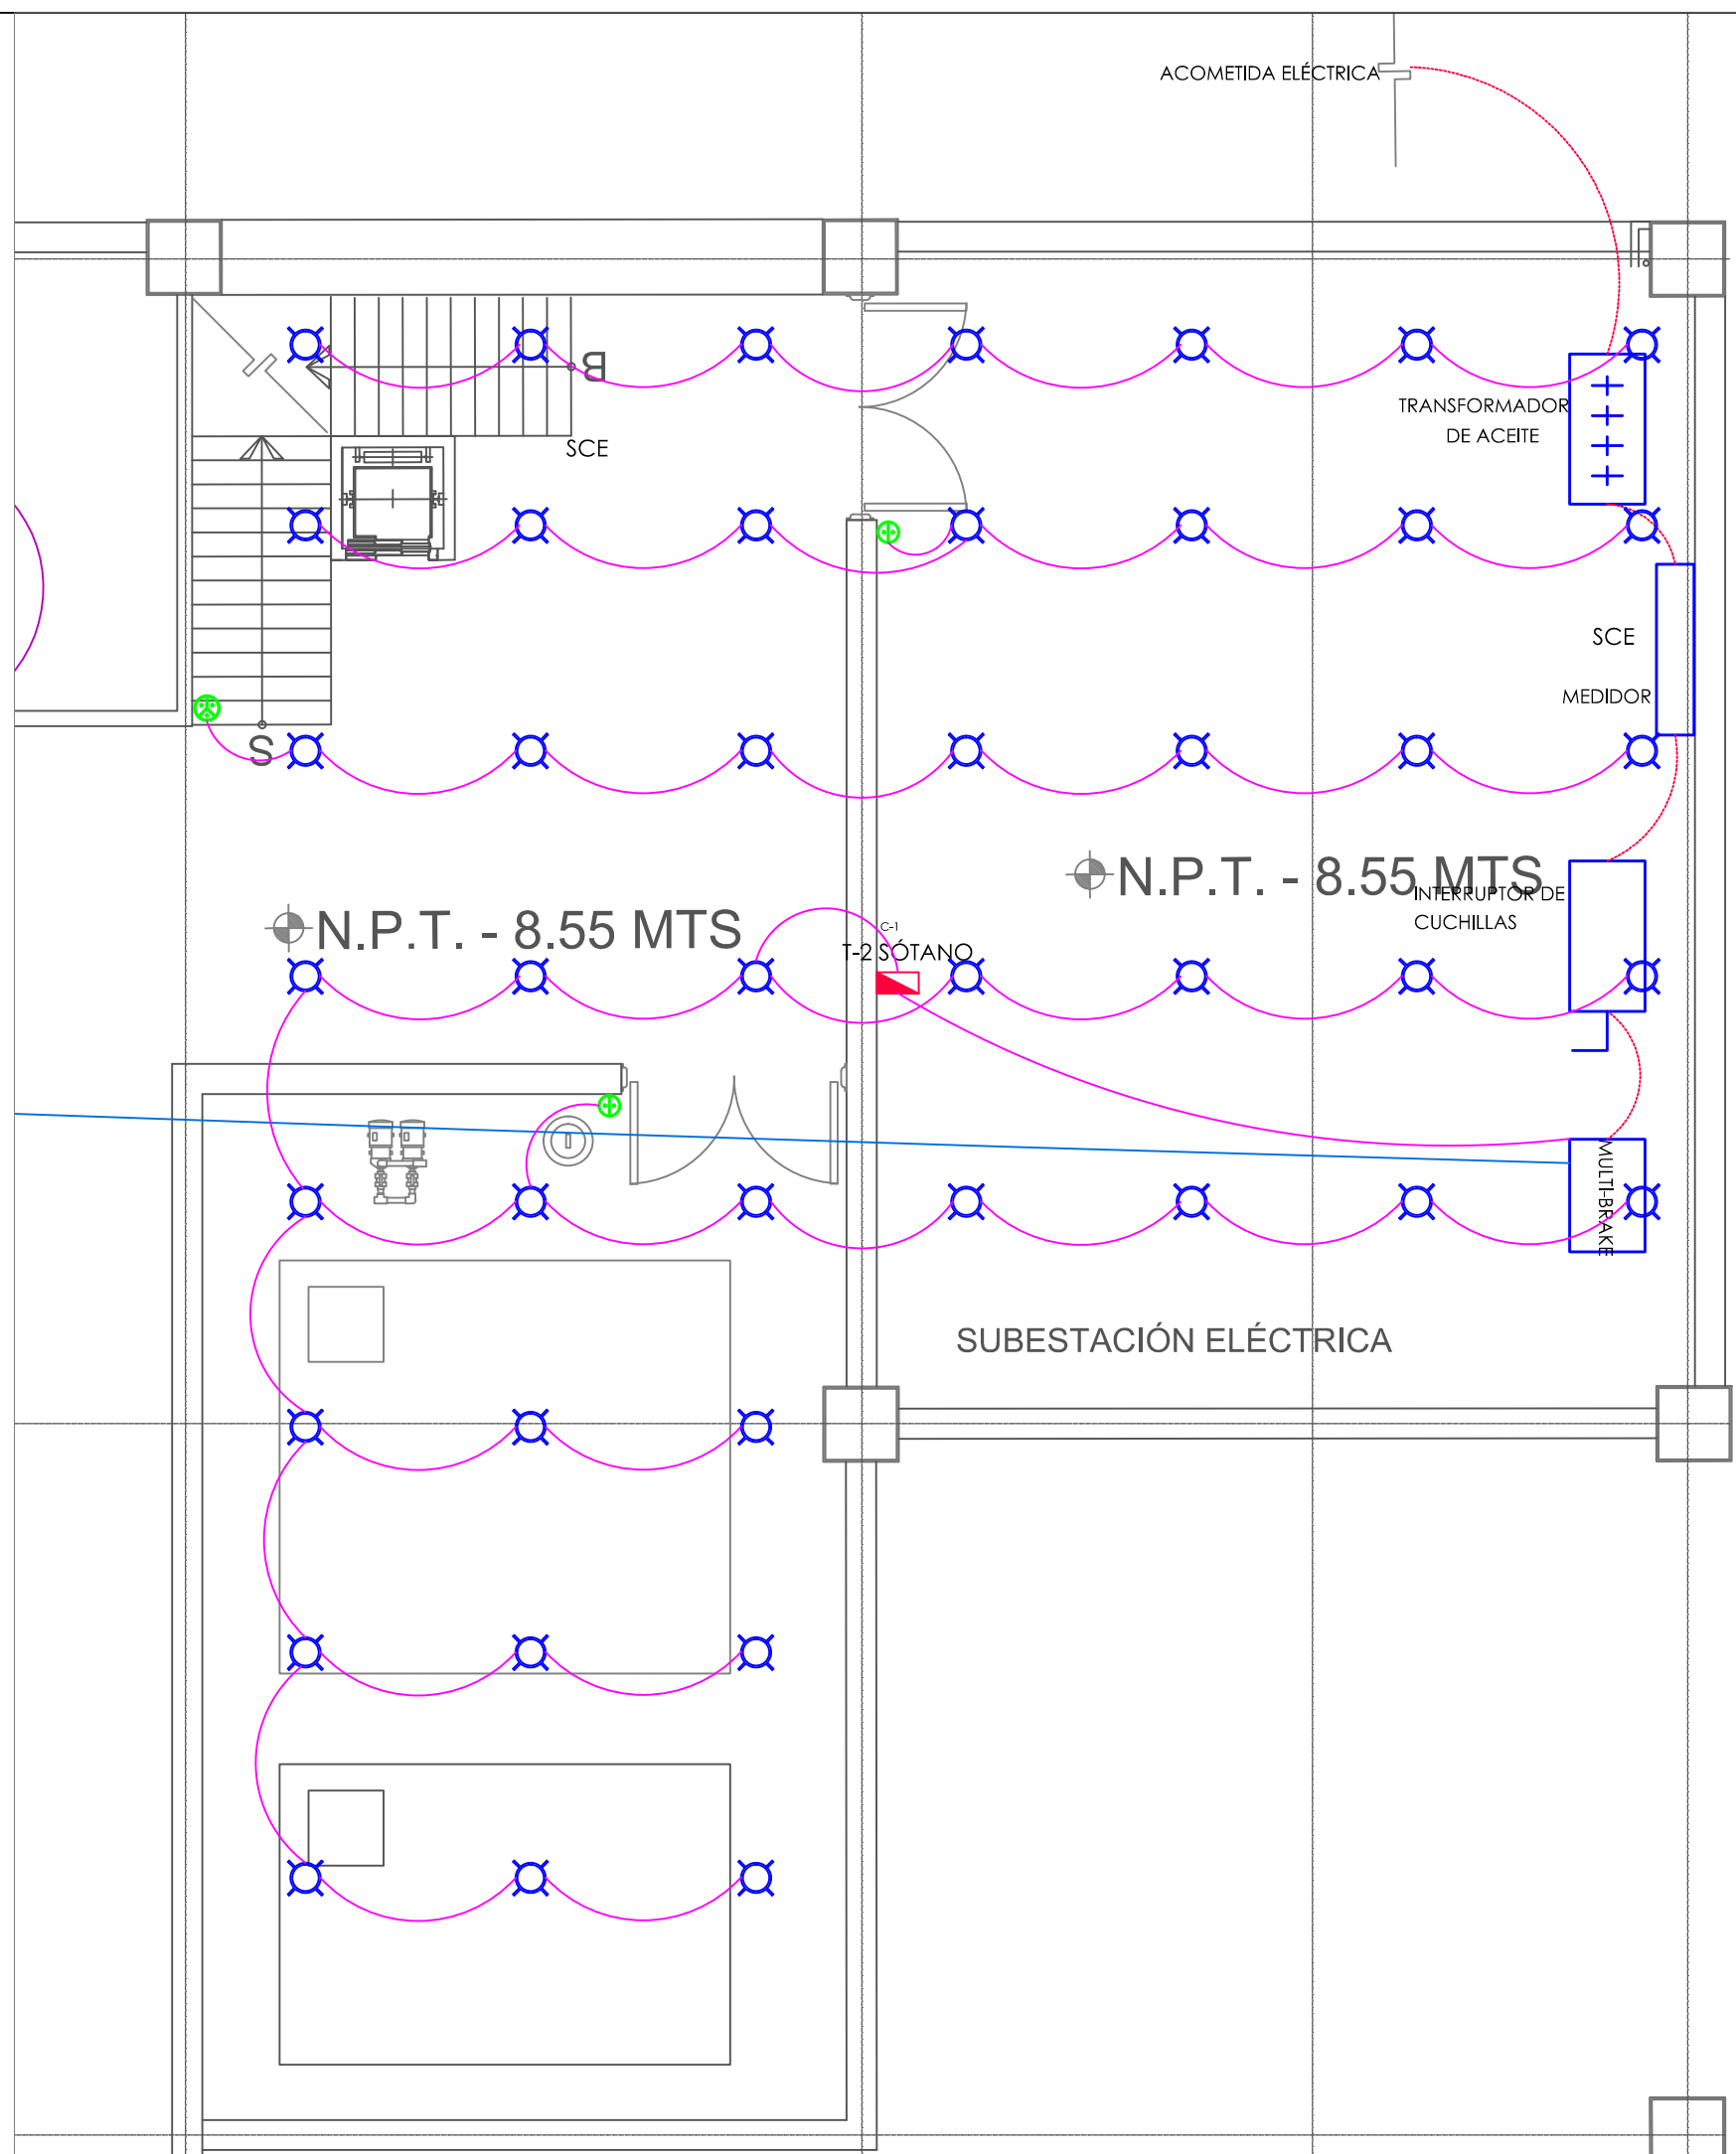 ACOMETIDA ELÉCTRICA
B
TRANSFORMADOR
DE ACEITE
SCE
SCE
MEDIDOR
S
N.P.T. - 8.55 MTS
INTERRUPTOR DE
CUCHILLAS
N.P.T. - 8.55 MTS
C-1
T-2 SÓTANO
MULTI-BRAKE
SUBESTACIÓN ELÉCTRICA